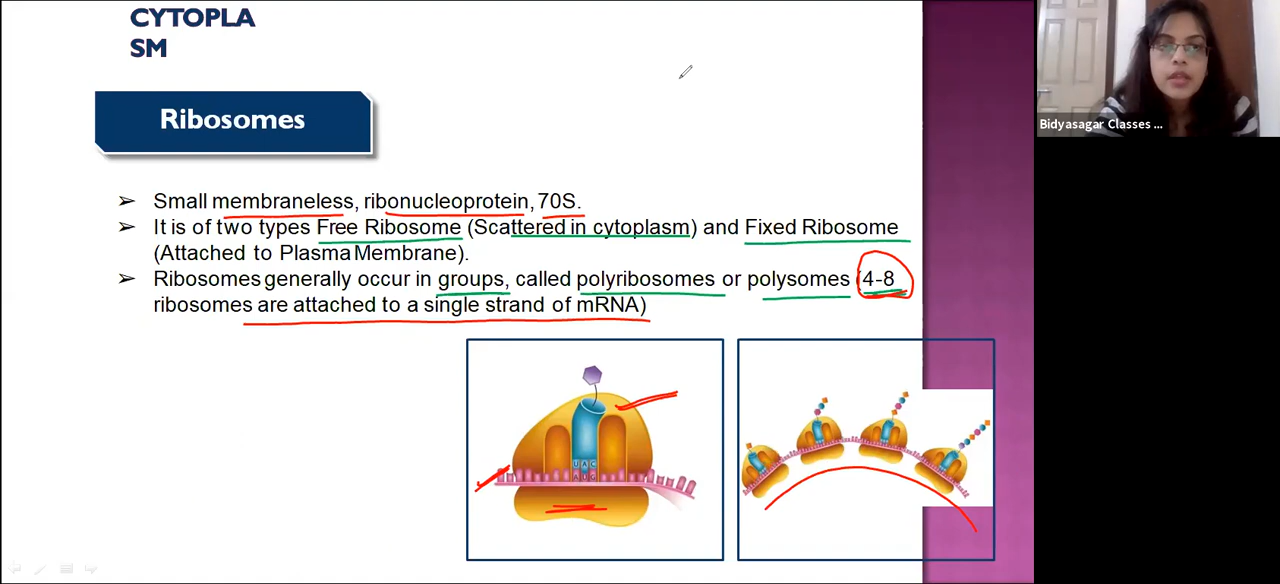 CYTOPLA
SM
Ribosomes
➢ Small membraneless, ribonucleoprotein, 70S.
➢ It is of two types Free Ribosome (Scattered in cytoplasm) and Fixed Ribosome
(Attached to Plasma Membrane).
➢ Ribosomes generally occur in groups, called polyribosomes or polysomes (4-8
ribosomes are attached to a single strand of mRNA)
UAC
AUG
Bidyasagar Classes ...